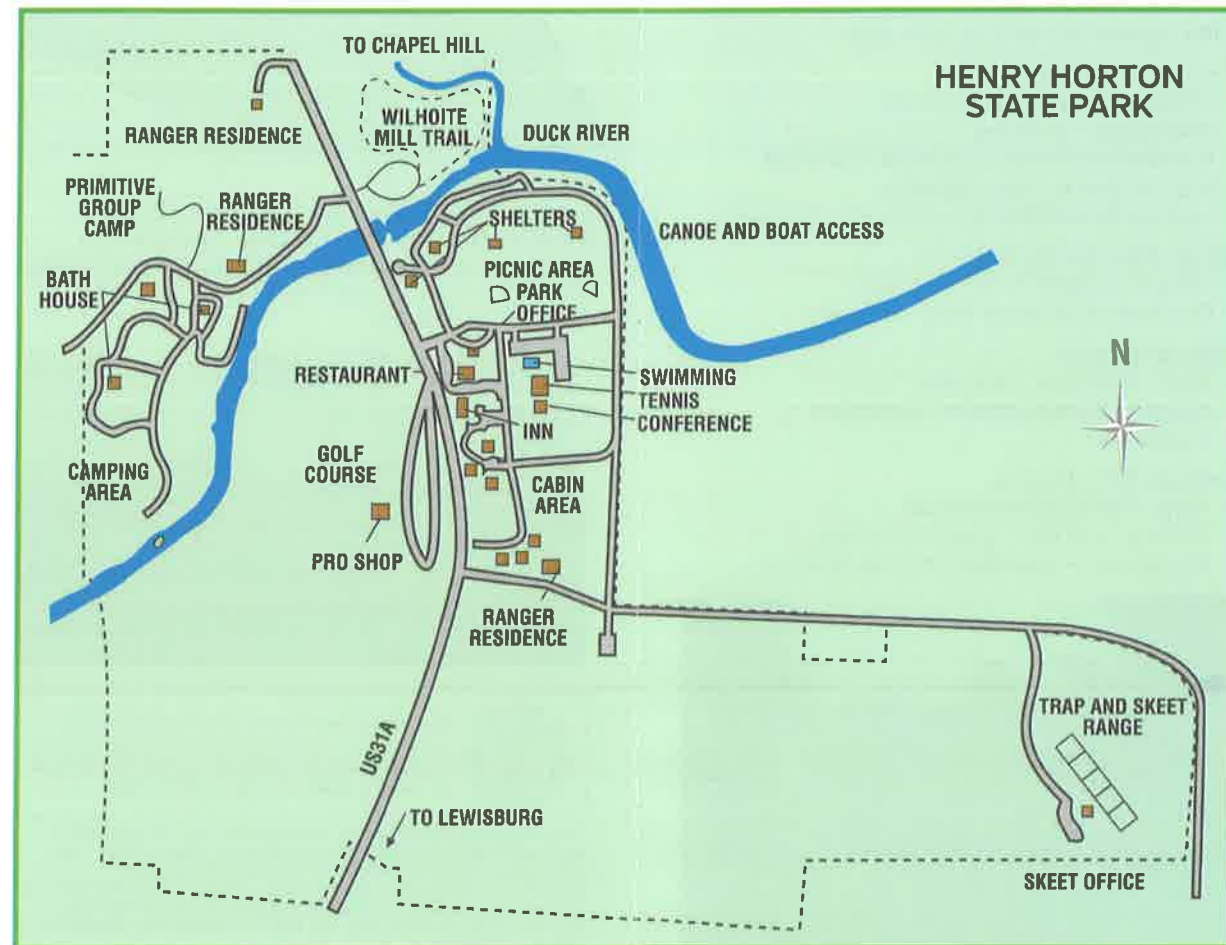 TO CHAPEL HILL
HENRY HORTON
STATE PARK
WILHOITE
MILL TRAIL
RANGER RESIDENCE
DUCK RIVER
PRIMITIVE
GROUP
CAMP
RANGER
RESIDENCE
SHELTERS
CANOE AND BOAT ACCESS
BATH
HOUSE
PICNIC AREA
PARK
OFFICE
N
RESTAURANT
SWIMMING
TENNIS
CONFERENCE
INN
GOLF
COURSE
CAMPING
AREA
CABIN
AREA
PRO SHOP
RANGER
RESIDENCE
TRAP AND SKEET
RANGE
US31A
TO LEWISBURG
SKEET OFFICE